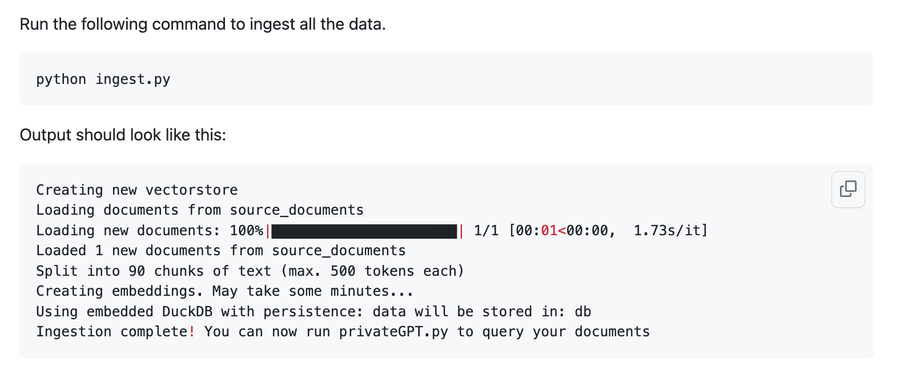 Run the following command to ingest all the data.
python ingest.py
Output should look like this:
Creating new vectorstore
Loading documents from source_documents
Loading new documents: 100%|██████████████████████| 1/1 [00:01<00:00,  1.73s/it]
Loaded 1 new documents from source_documents
Split into 90 chunks of text (max. 500 tokens each)
Creating embeddings. May take some minutes...
Using embedded DuckDB with persistence: data will be stored in: db
Ingestion complete! You can now run privateGPT.py to query your documents